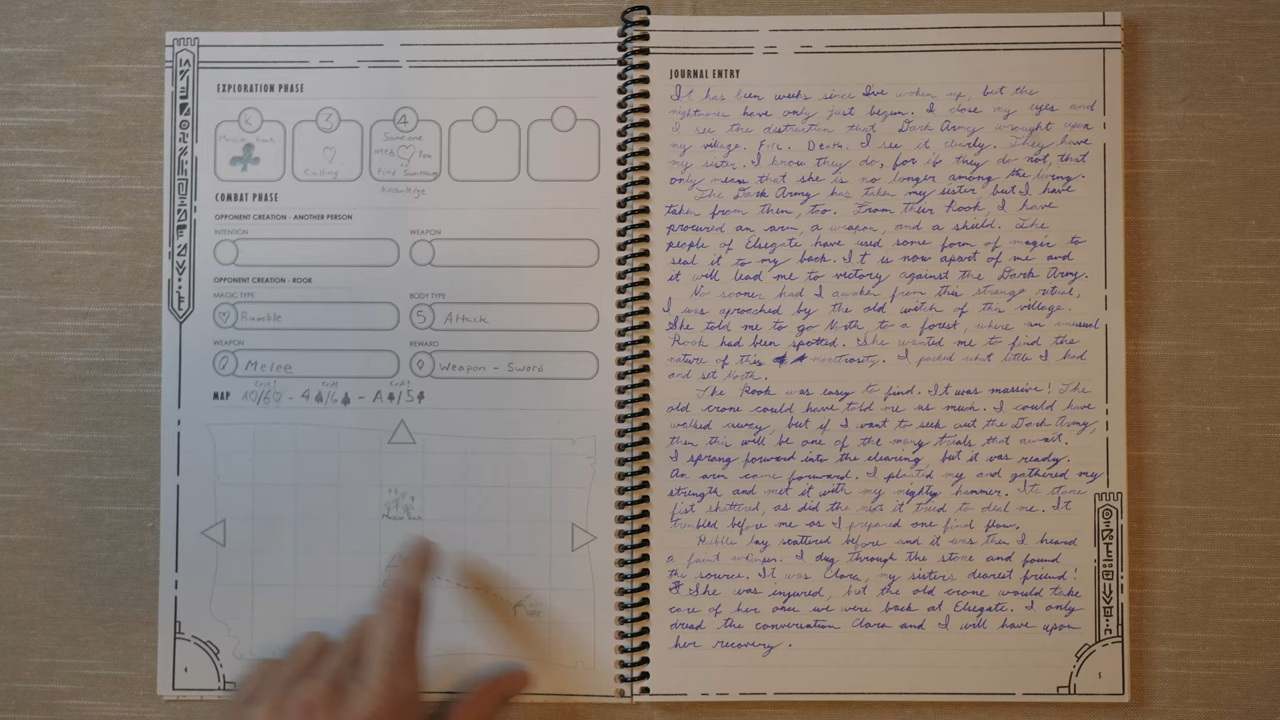 EXPLORATION PHASE
K
3
4
Calling
Someone
with
You
to
Find Something
Knowledge
COMBAT PHASE
OPPONENT CREATION - ANOTHER PERSON
INTENTION
WEAPON
OPPONENT CREATION - ROOK
MAGIC TYPE
BODY TYPE
Rumble
5 Attack
WEAPON
REWARD
Melee
Weapon - Sword
MAP
4
JOURNAL ENTRY
It has been weeks since I've woken up, but the
nightmares have only just begun. I close my eyes and
I see the destruction that Dark Army wrought upon
my village. Fire. Death. I see it clearly. They have
my sister. I know they do, for if they do not, that
only means that she is no longer among the living.
The Dark Army has taken my sister but I have
taken from them, too. From their Rook, I have
procured an arm, a weapon, and a shield. The
people of Elsegate have used some form of magic to
seal it to my back. It is now apart of me and
it will lead me to victory against the Dark Army.
No sooner had I awaken from this strange ritual,
I was aproached by the old witch of this village.
She told me to go North to a forest, where an unusual
Rook had been spotted. She wanted me to find the
nature of this monstrosity. I packed what little I had
and set North.
The Rook was easy to find. It was massive! The
old crone could have told me as much. I could have
walked away, but if I want to seek out the Dark Army,
then this will be one of the many trials that await.
I sprang forward into the clearing, but it was ready.
An arm came forward. I planted my and gathered my
strength and met it with my mighty hammer. Its stone
fist shattered, as did the next it tried to deal me. It
trembled before me as I prepared one final blow.
Rubble lay scattered before and it was then I heard
a faint whimper. I dug through the stone and found
the source. It was Clara, my sisters dearest friend!
She was injured, but the old crone would take
care of her once we were back at Elsegate. I only
dread the conversation Clara and I will have upon
her recovery.
5